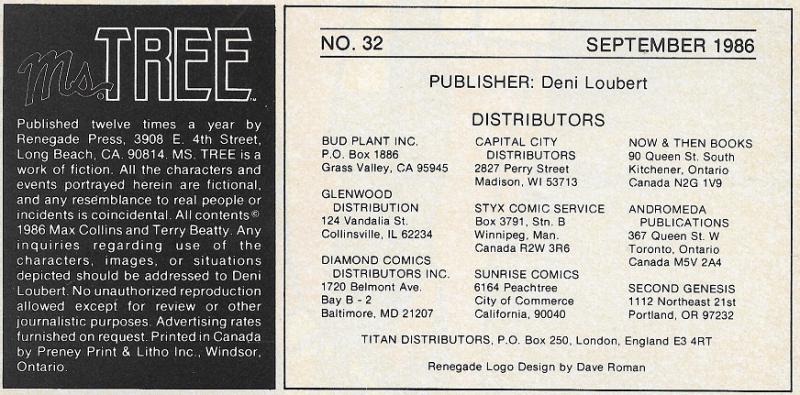 Ms. TREE™
Published twelve times a year by
Renegade Press, 3908 E. 4th Street,
Long Beach, CA. 90814. MS. TREE is a
work of fiction. All the characters and
events portrayed herein are fictional,
and any resemblance to real people or
incidents is coincidental. All contents ©
1986 Max Collins and Terry Beatty. Any
inquiries regarding use of the
characters, images, or situations
depicted should be addressed to Deni
Loubert. No unauthorized reproduction
allowed except for review or other
journalistic purposes. Advertising rates
furnished on request. Printed in Canada
by Preney Print & Litho Inc., Windsor,
Ontario.
NO. 32
SEPTEMBER 1986
PUBLISHER: Deni Loubert
DISTRIBUTORS
BUD PLANT INC.
P.O. Box 1886
Grass Valley, CA 95945
GLENWOOD
DISTRIBUTION
124 Vandalia St.
Collinsville, IL 62234
DIAMOND COMICS
DISTRIBUTORS INC.
1720 Belmont Ave.
Bay B - 2
Baltimore, MD 21207
CAPITAL CITY
DISTRIBUTORS
2827 Perry Street
Madison, WI 53713
STYX COMIC SERVICE
Box 3791, Stn. B
Winnipeg, Man.
Canada R2W 3R6
SUNRISE COMICS
6164 Peachtree
City of Commerce
California, 90040
NOW & THEN BOOKS
90 Queen St. South
Kitchener, Ontario
Canada N2G 1V9
ANDROMEDA
PUBLICATIONS
367 Queen St. W
Toronto, Ontario
Canada M5V 2A4
SECOND GENESIS
1112 Northeast 21st
Portland, OR 97232
TITAN DISTRIBUTORS, P.O. Box 250, London, England E3 4RT
Renegade Logo Design by Dave Roman